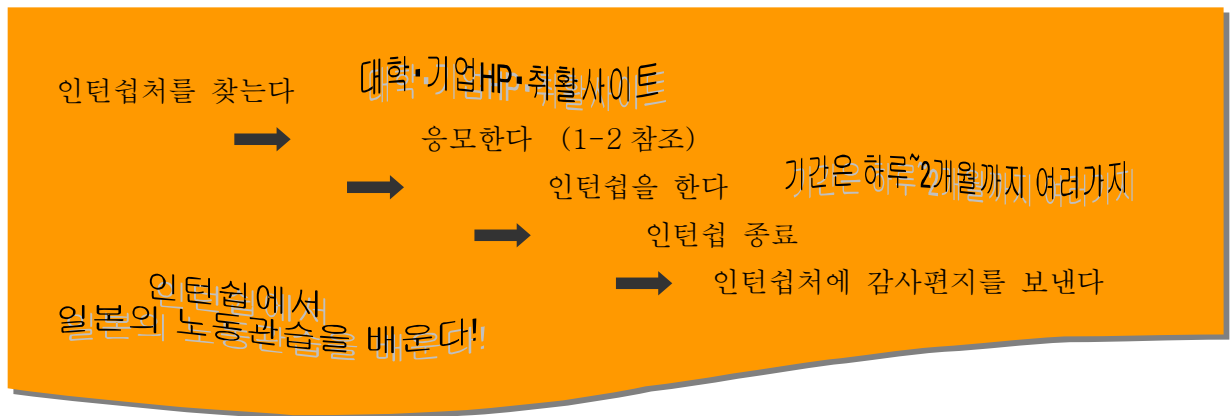 인턴쉽처를 찾는다
대학·기업HP·취활사이트
응모한다 (1-2 참조)
인턴쉽을 한다
기간은 하루~2개월까지 여러가지
인턴쉽 종료
인턴쉽처에 감사편지를 보낸다
인턴쉽에서
일본의 노동관습을 배운다!